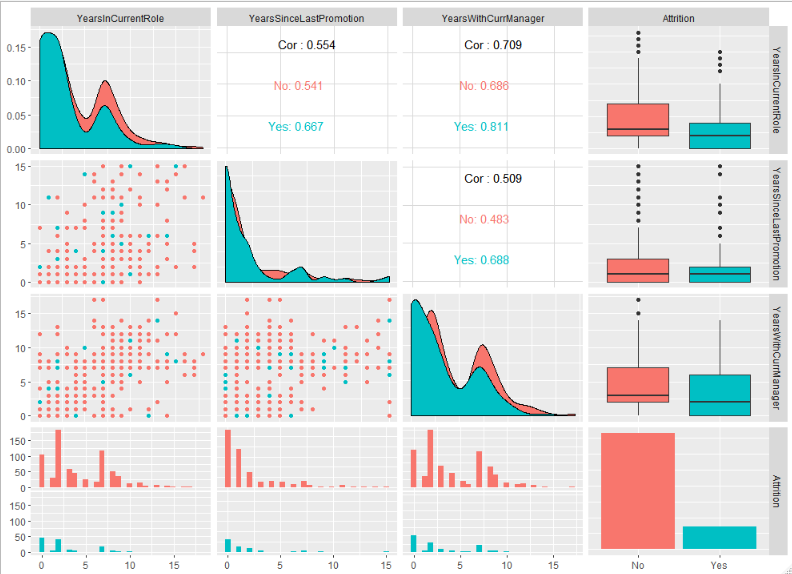 YearsInCurrentRole YearsSinceLastPromotion YearsWithCurrManager Attrition
0.15
0.10
0.05
0.00
Cor : 0.554
No: 0.541
Yes: 0.667
Cor : 0.709
No: 0.686
Yes: 0.811
YearsInCurrentRole
15
10
5
0
Cor : 0.509
No: 0.483
Yes: 0.688
YearsSinceLastPromotion
15
10
5
0
YearsWithCurrManager
150
100
50
0
150
100
50
0
Attrition
0 5 10 15 0 5 10 15 0 5 10 15 No Yes